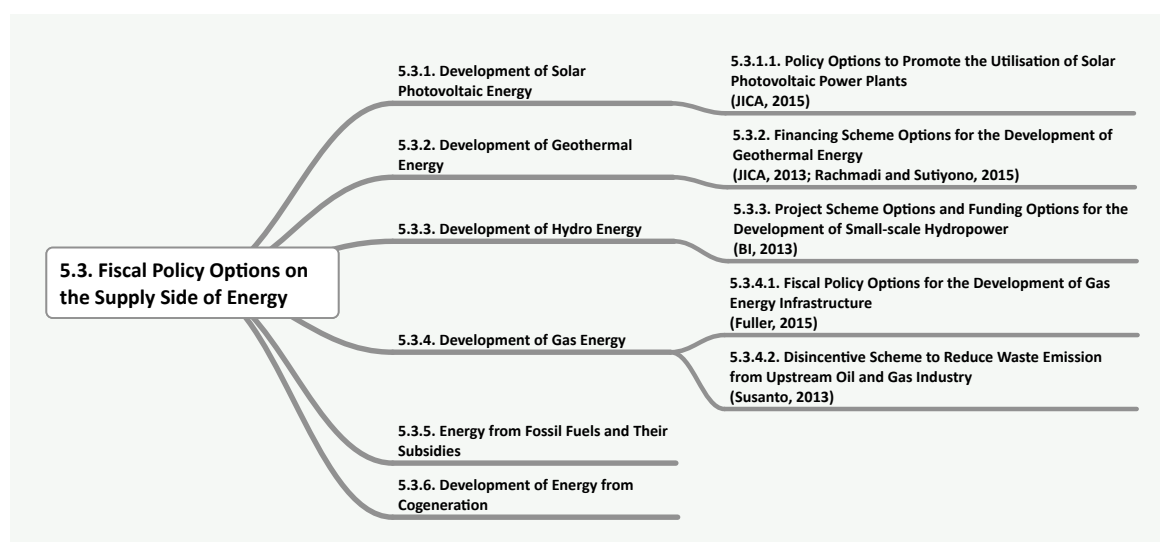 5.3. Fiscal Policy Options on
the Supply Side of Energy
5.3.1. Development of Solar
Photovoltaic Energy
5.3.1.1. Policy Options to Promote the Utilisation of Solar
Photovoltaic Power Plants
(JICA, 2015)
5.3.2. Development of Geothermal
Energy
5.3.2. Financing Scheme Options for the Development of
Geothermal Energy
(JICA, 2013; Rachmadi and Sutiyono, 2015)
5.3.3. Development of Hydro Energy
5.3.3. Project Scheme Options and Funding Options for the
Development of Small-scale Hydropower
(BI, 2013)
5.3.4. Development of Gas Energy
5.3.4.1. Fiscal Policy Options for the Development of Gas
Energy Infrastructure
(Fuller, 2015)
5.3.4.2. Disincentive Scheme to Reduce Waste Emission
from Upstream Oil and Gas Industry
(Susanto, 2013)
5.3.5. Energy from Fossil Fuels and Their
Subsidies
5.3.6. Development of Energy from
Cogeneration